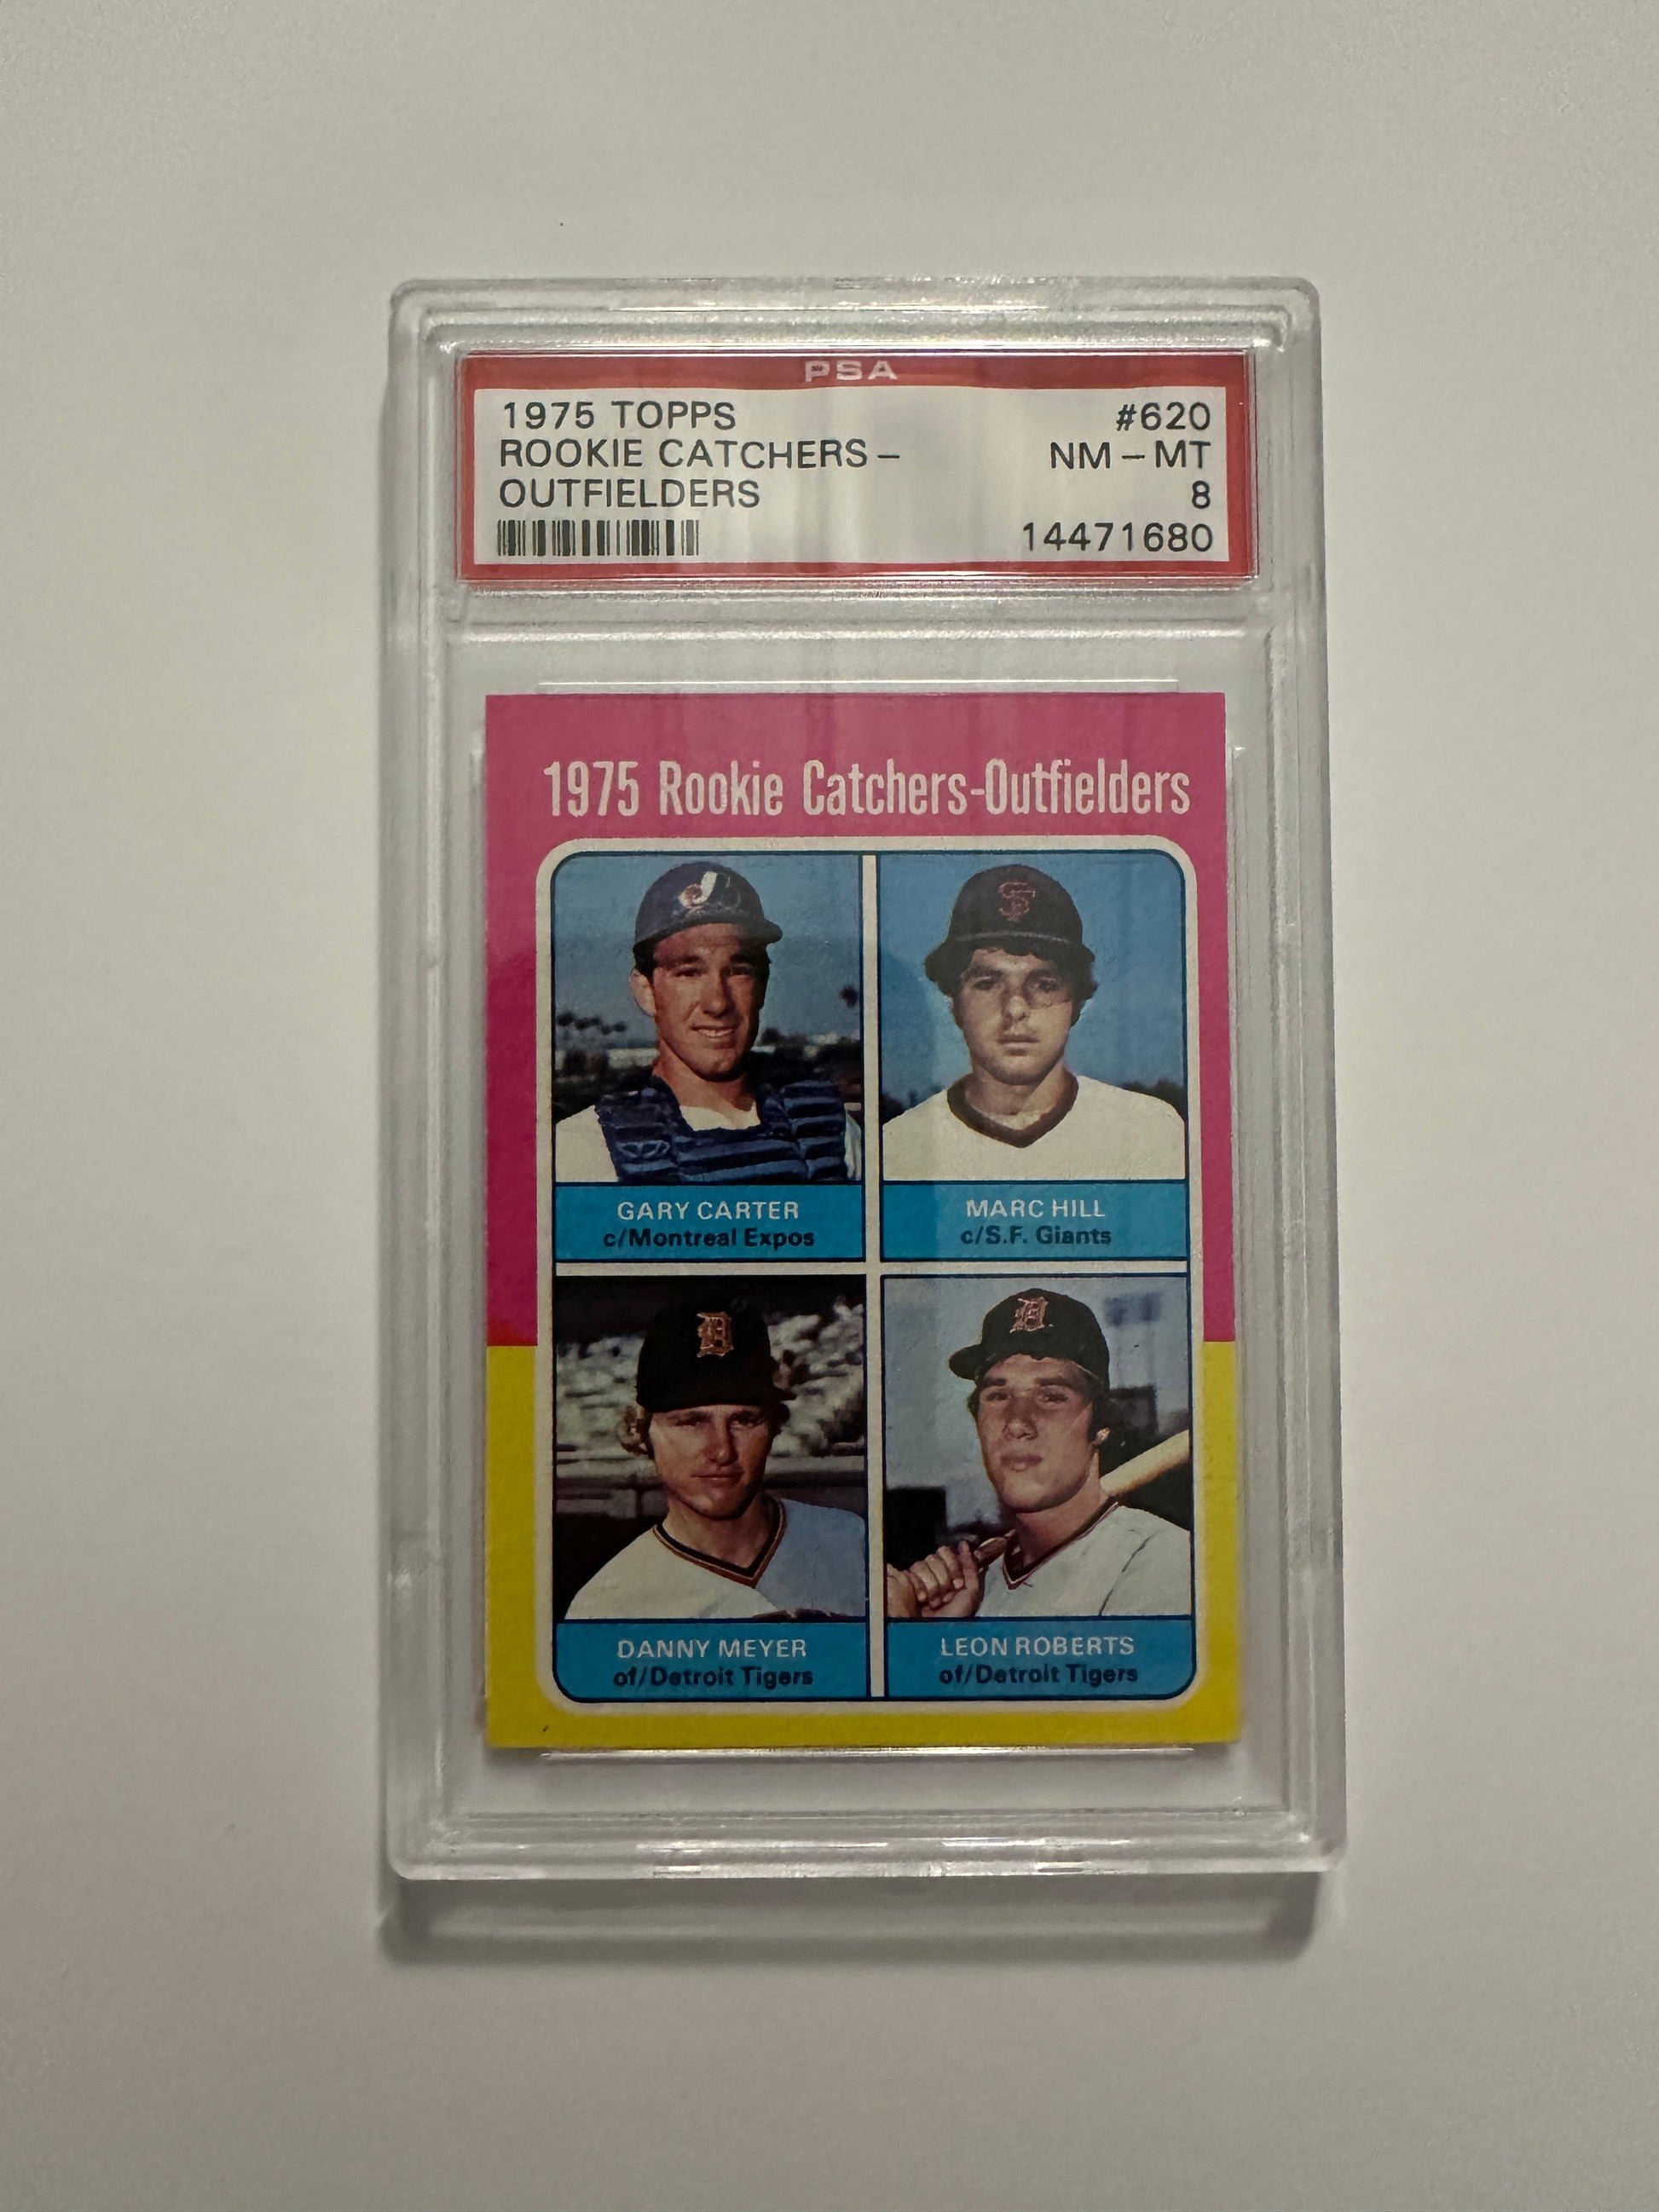 PSA
1975 TOPPS #620
ROOKIE CATCHERS- NM-MT
OUTFIELDERS 8
14471680
1975 Rookie Catchers-Outfielders
GARY CARTER
c/Montreal Expos
MARC HILL
c/S.F. Giants
DANNY MEYER
of/Detroit Tigers
LEON ROBERTS
of/Detroit Tigers